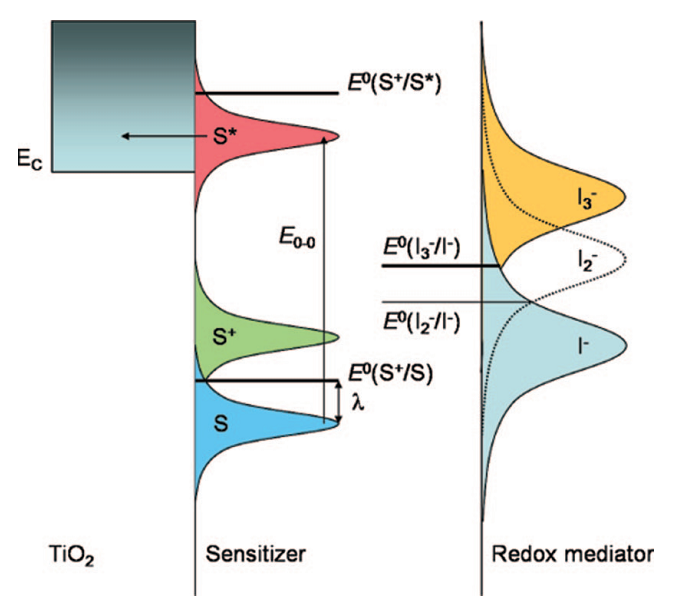 E⁰(S⁺/S*)
S*
E_C
I₃⁻
E₀₋₀
E⁰(I₃⁻/I⁻)
I₂⁻
E⁰(I₂⁻/I⁻)
S⁺
I⁻
E⁰(S⁺/S)
λ
S
TiO₂
Sensitizer
Redox mediator